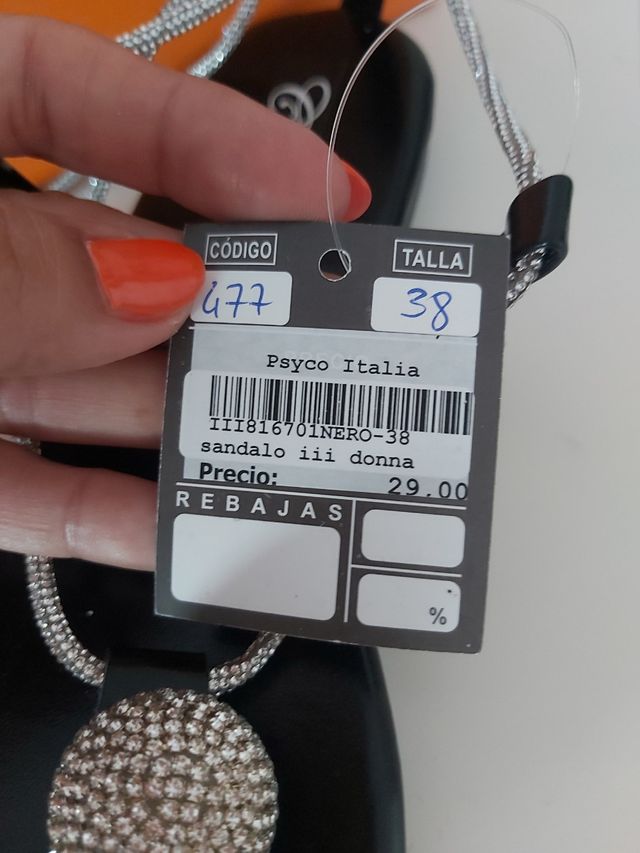 CÓDIGO TALLA
477 38
Psyco Italia
III816701NERO-38
sandalo iii donna
Precio: 29.00
REBAJAS
%